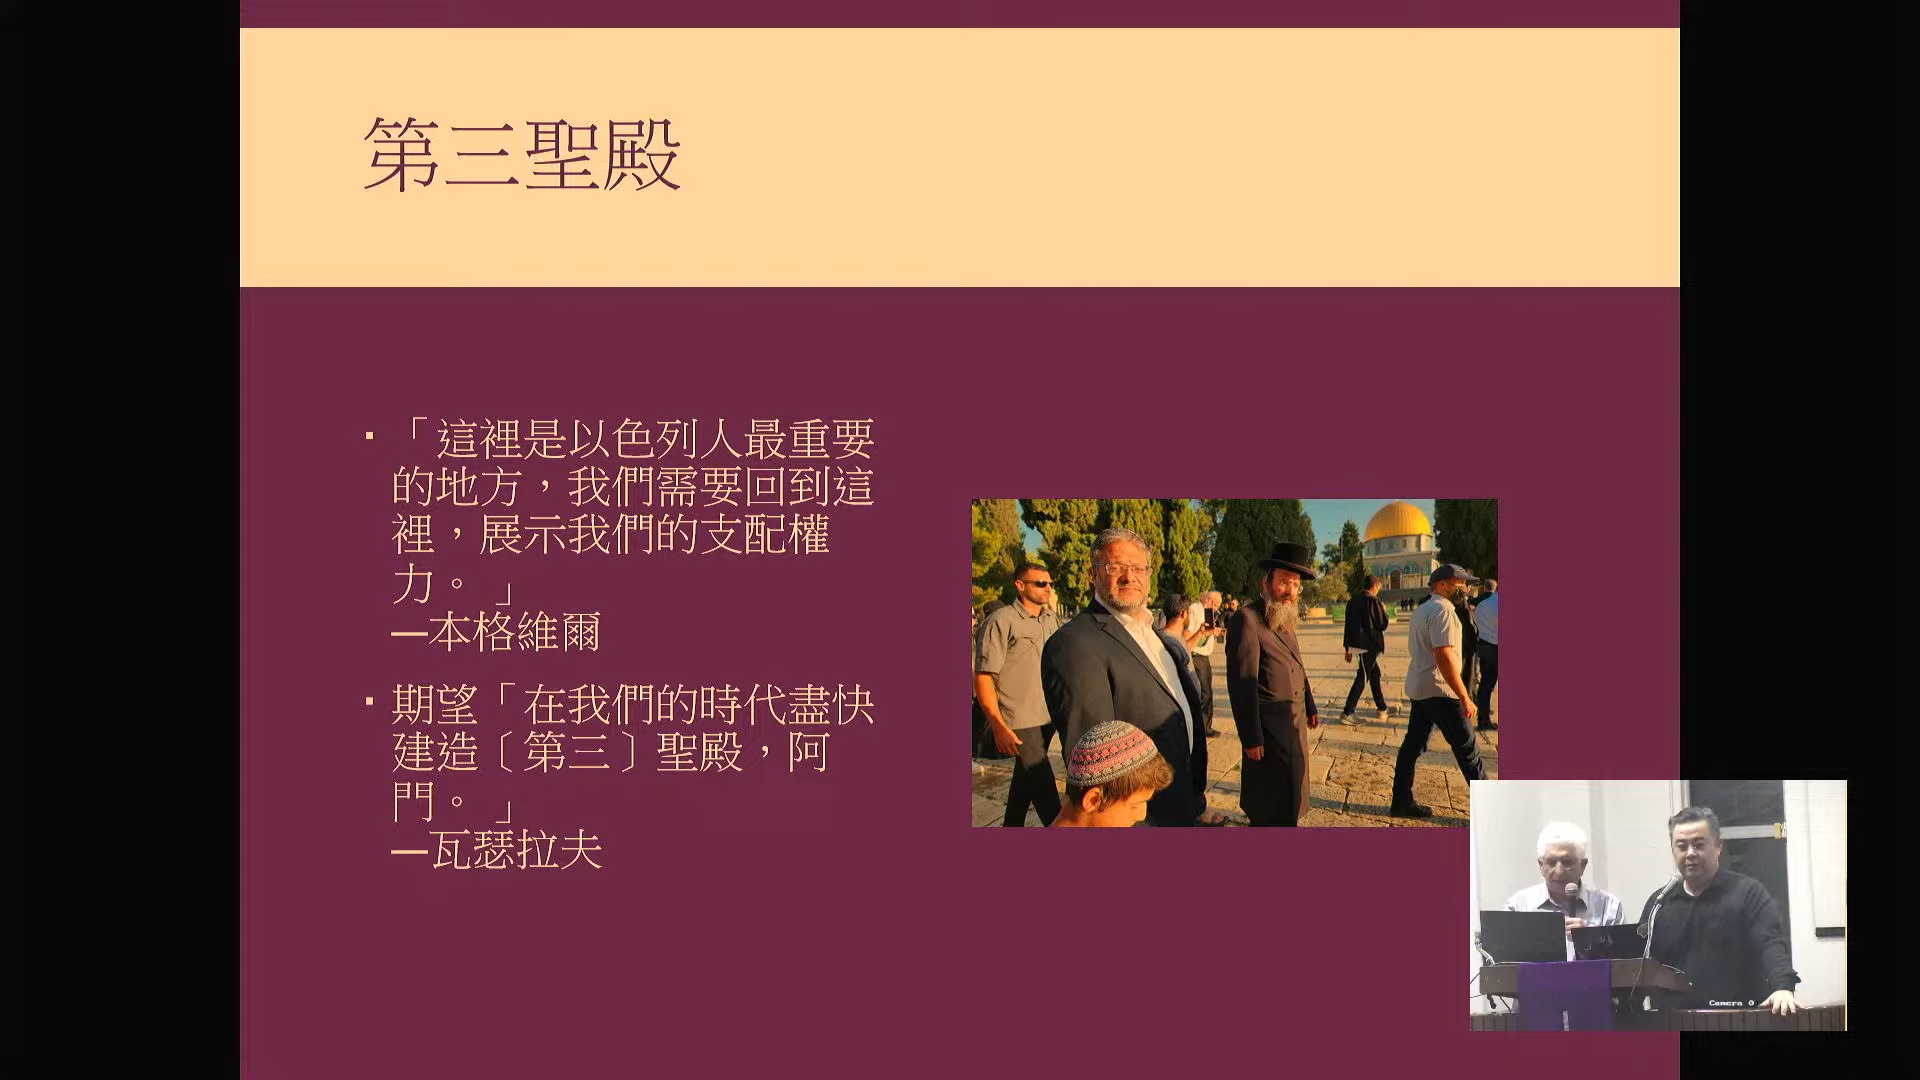 第三聖殿
▪「這裡是以色列人最重要
的地方，我們需要回到這
裡，展示我們的支配權
力。」
—本格維爾
▪期望「在我們的時代盡快
建造〔第三〕聖殿，阿
門。」
—瓦瑟拉夫
Camera 0